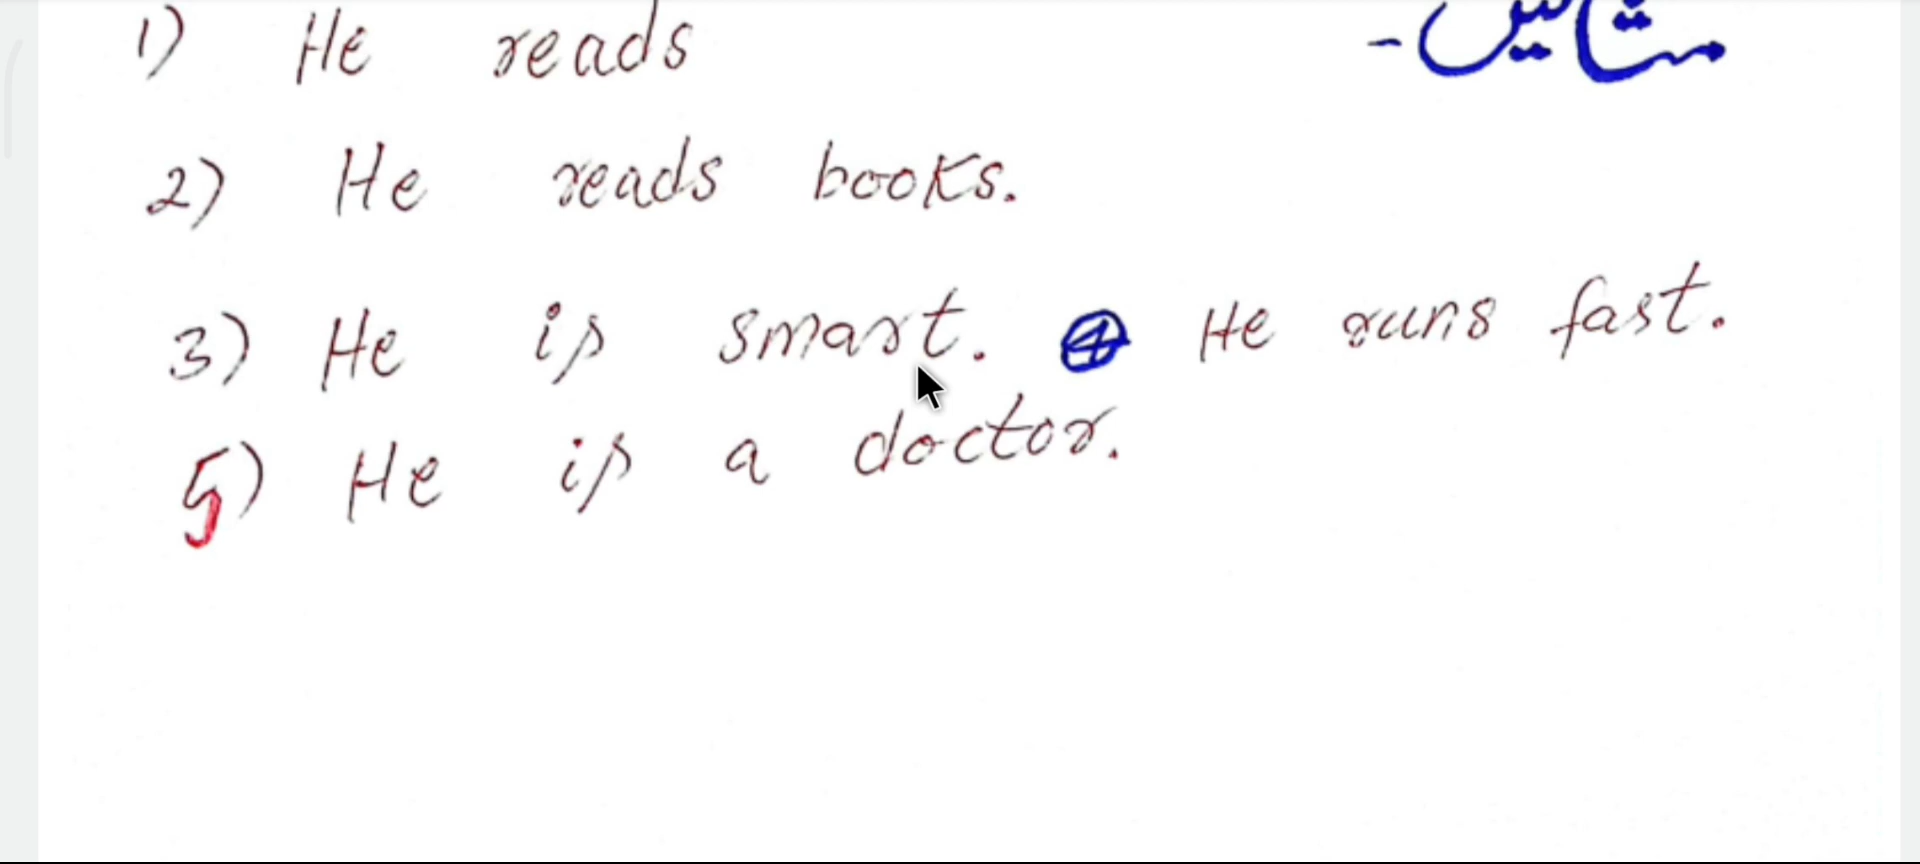 مثالیں -
1) He reads
2) He reads books.
3) He is smart. 4 He runs fast.
5) He is a doctor.